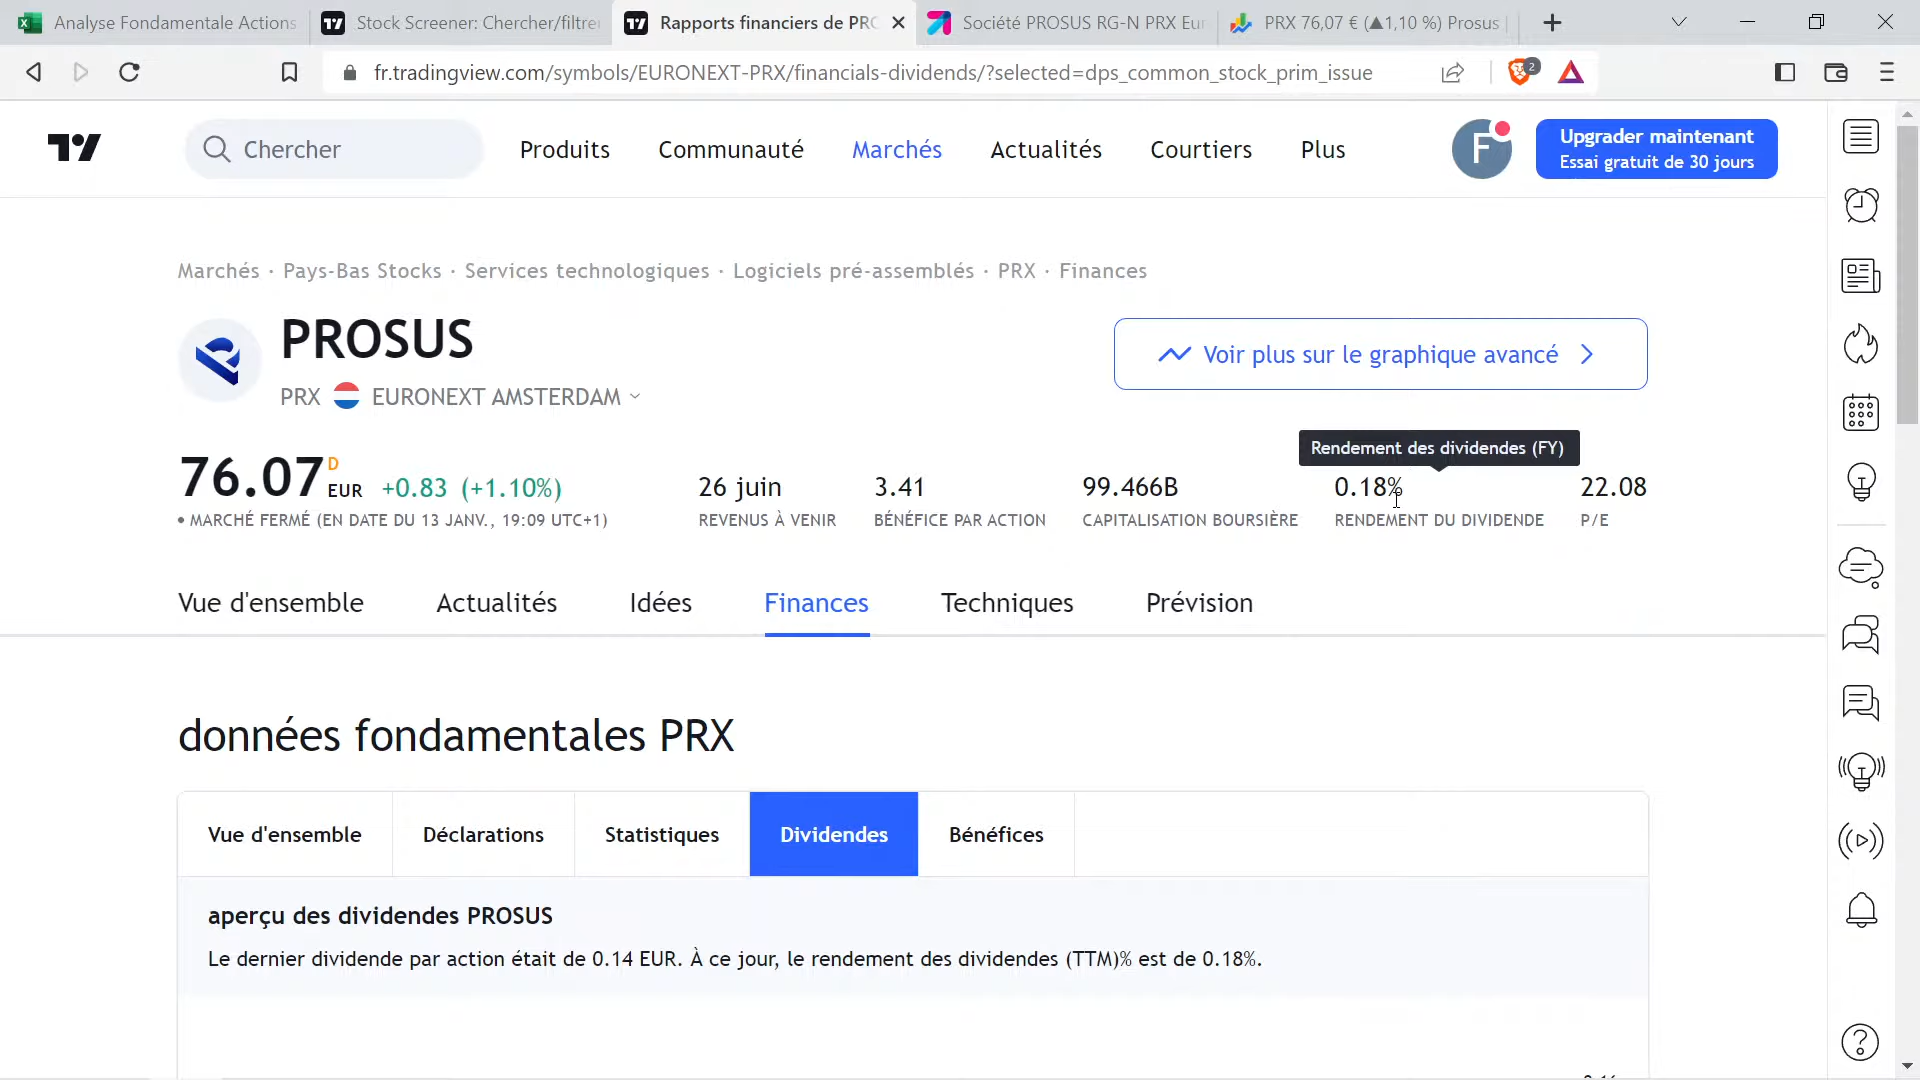 Analyse Fondamentale Actions
Stock Screener: Chercher/filtrer
Rapports financiers de PRO
Société PROSUS RG-N PRX Eur
PRX 76,07 € (▲1,10 %) Prosus |
fr.tradingview.com/symbols/EURONEXT-PRX/financials-dividends/?selected=dps_common_stock_prim_issue
2
Chercher
Produits
Communauté
Marchés
Actualités
Courtiers
Plus
F
Upgrader maintenant
Essai gratuit de 30 jours
Marchés · Pays-Bas Stocks · Services technologiques · Logiciels pré-assemblés · PRX · Finances
PROSUS
PRX EURONEXT AMSTERDAM
Voir plus sur le graphique avancé
Rendement des dividendes (FY)
76.07 D EUR +0.83 (+1.10%)
• MARCHÉ FERMÉ (EN DATE DU 13 JANV., 19:09 UTC+1)
26 juin
REVENUS À VENIR
3.41
BÉNÉFICE PAR ACTION
99.466B
CAPITALISATION BOURSIÈRE
0.18%
RENDEMENT DU DIVIDENDE
22.08
P/E
Vue d'ensemble
Actualités
Idées
Finances
Techniques
Prévision
données fondamentales PRX
Vue d'ensemble
Déclarations
Statistiques
Dividendes
Bénéfices
aperçu des dividendes PROSUS
Le dernier dividende par action était de 0.14 EUR. À ce jour, le rendement des dividendes (TTM)% est de 0.18%.